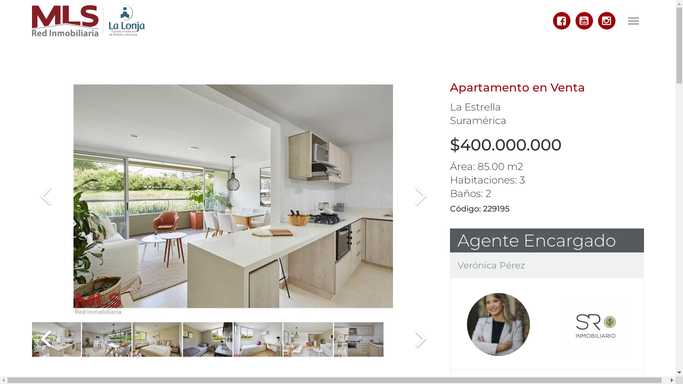 MLS
Red Inmobiliaria
La Lonja
Apartamento en Venta
La Estrella
Suramérica
$400.000.000
Área: 85.00 m2
Habitaciones: 3
Baños: 2
Código: 229195
Agente Encargado
Verónica Pérez
MLS
Red Inmobiliaria
SR
INMOBILIARIO